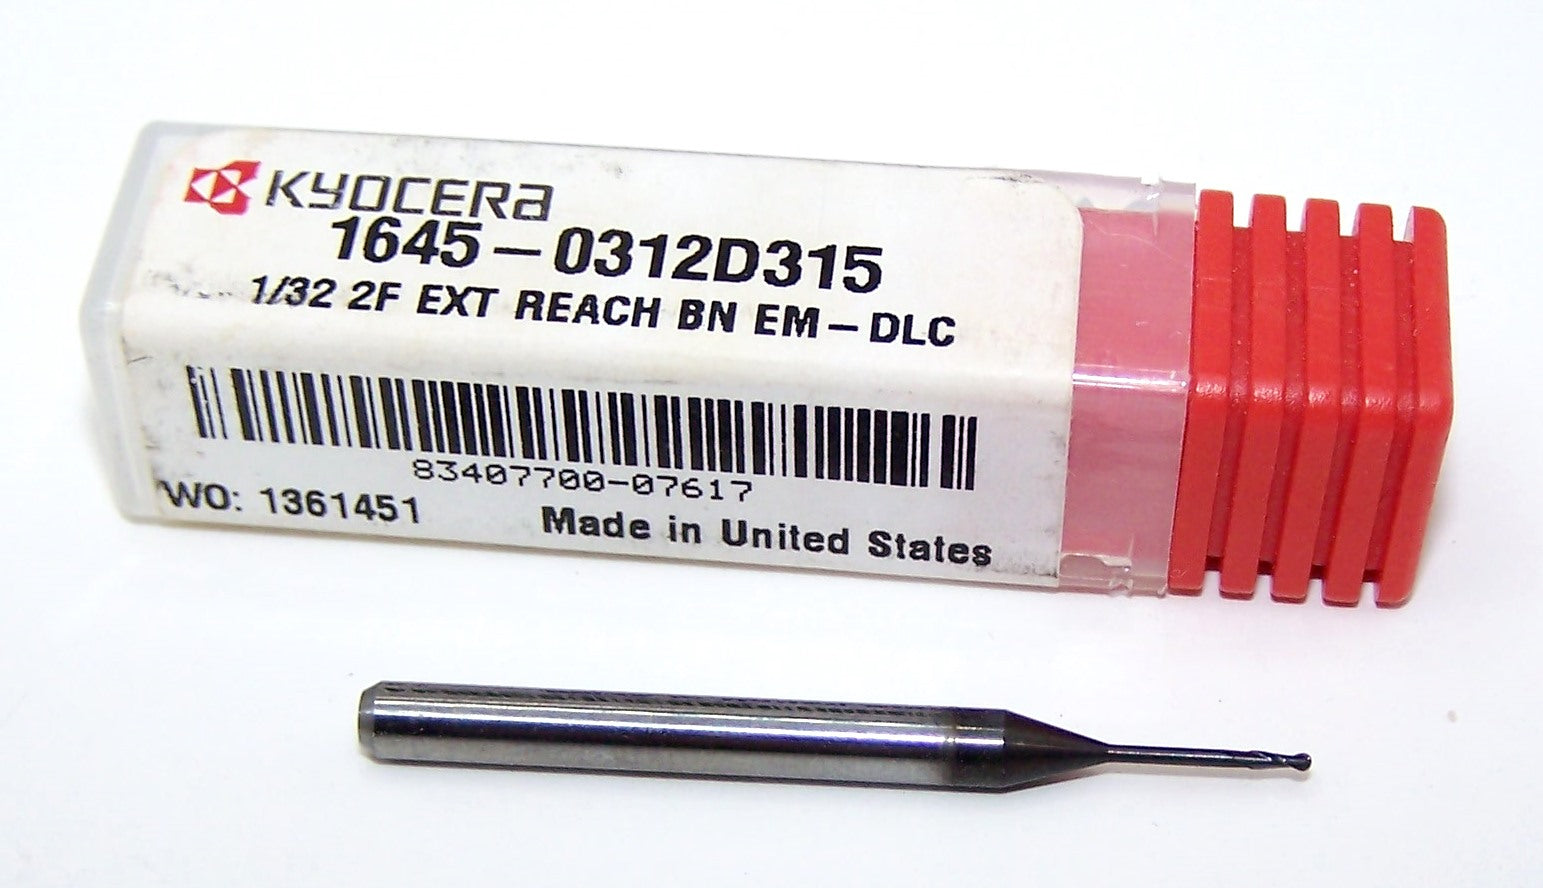 KYOCERA
1645-0312D315
1/32 2F EXT REACH BN EM-DLC
83407700-07617
WO: 1361451
Made in United States